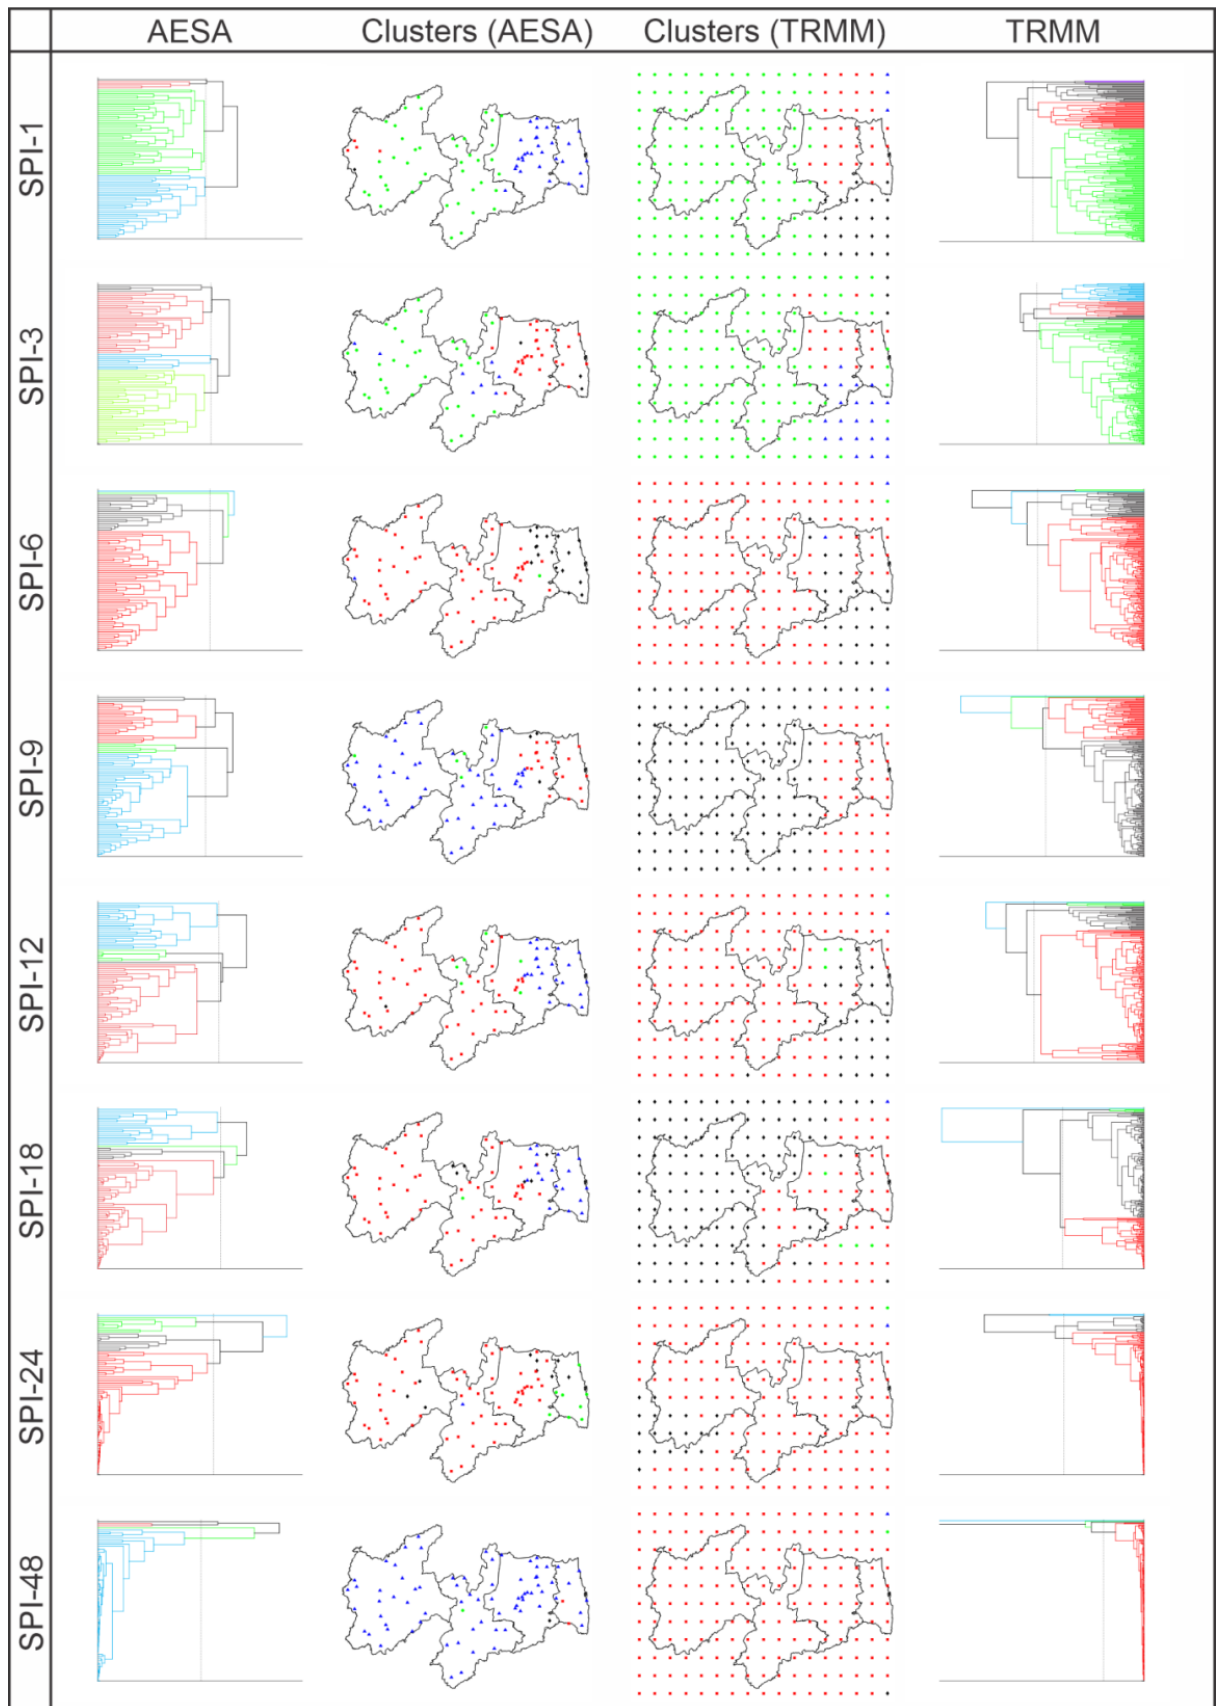 AESA Clusters (AESA) Clusters (TRMM) TRMM
SPI-1
SPI-3
SPI-6
SPI-9
SPI-12
SPI-18
SPI-24
SPI-48